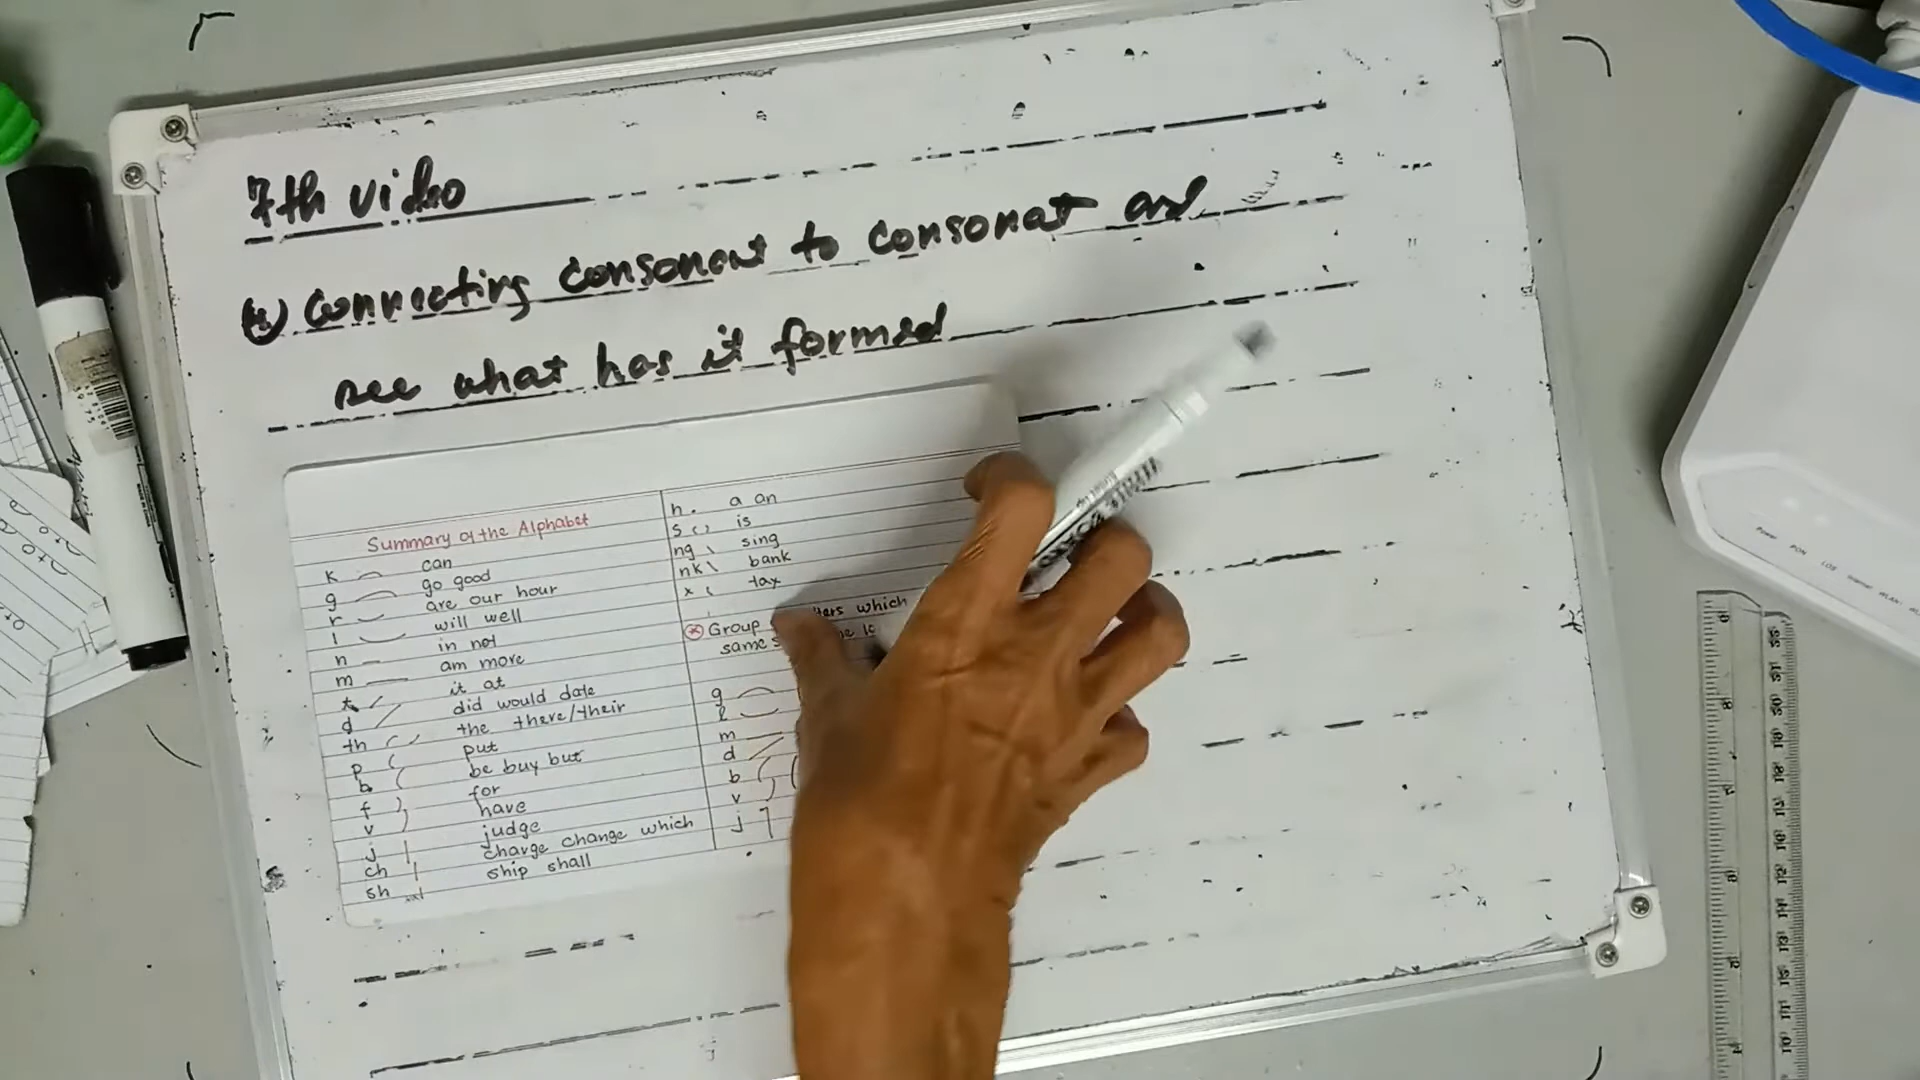 7th video
Connecting consonant to consonat and
see what has it formed
Summary of the Alphabet
k can
g go good
r are our hour
l will well
n in not
m am more
t it at
d did would date
th the there/their
p put
b be buy but
f for
v have
j judge
ch charge change which
sh ship shall
h . a an
s is
ng sing
nk bank
x tax
Group which
same
g
l
m
d
b
v
j